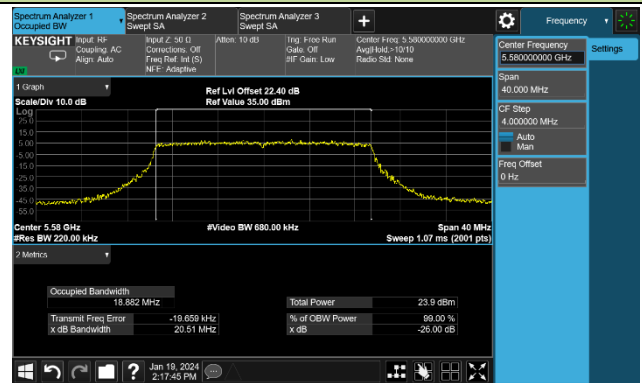 Spectrum Analyzer 1
Occupied BW
Spectrum Analyzer 2
Swept SA
Spectrum Analyzer 3
Swept SA
Frequency
KEYSIGHT
Input: RF
Coupling: AC
Align: Auto
Input Z: 50 Ω
Corrections: Off
Freq Ref: Int (S)
NFE: Adaptive
Atten: 10 dB
Trig: Free Run
Gate: Off
#IF Gain: Low
Center Freq: 5.580000000 GHz
Avg|Hold:>10/10
Radio Std: None
Center Frequency
5.580000000 GHz
Settings
Span
40.000 MHz
CF Step
4.000000 MHz
Auto
Man
Freq Offset
0 Hz
1 Graph
Scale/Div 10.0 dB
Ref Lvl Offset 22.40 dB
Ref Value 35.00 dBm
Log
25.0
15.0
5.00
-5.00
-15.0
-25.0
-35.0
-45.0
-55.0
Center 5.58 GHz
#Res BW 220.00 kHz
#Video BW 680.00 kHz
Span 40 MHz
Sweep 1.07 ms (2001 pts)
2 Metrics
Occupied Bandwidth
18.882 MHz
Total Power 23.9 dBm
Transmit Freq Error -19.659 kHz
% of OBW Power 99.00 %
x dB Bandwidth 20.51 MHz
x dB -26.00 dB
Jan 19, 2024
2:17:45 PM